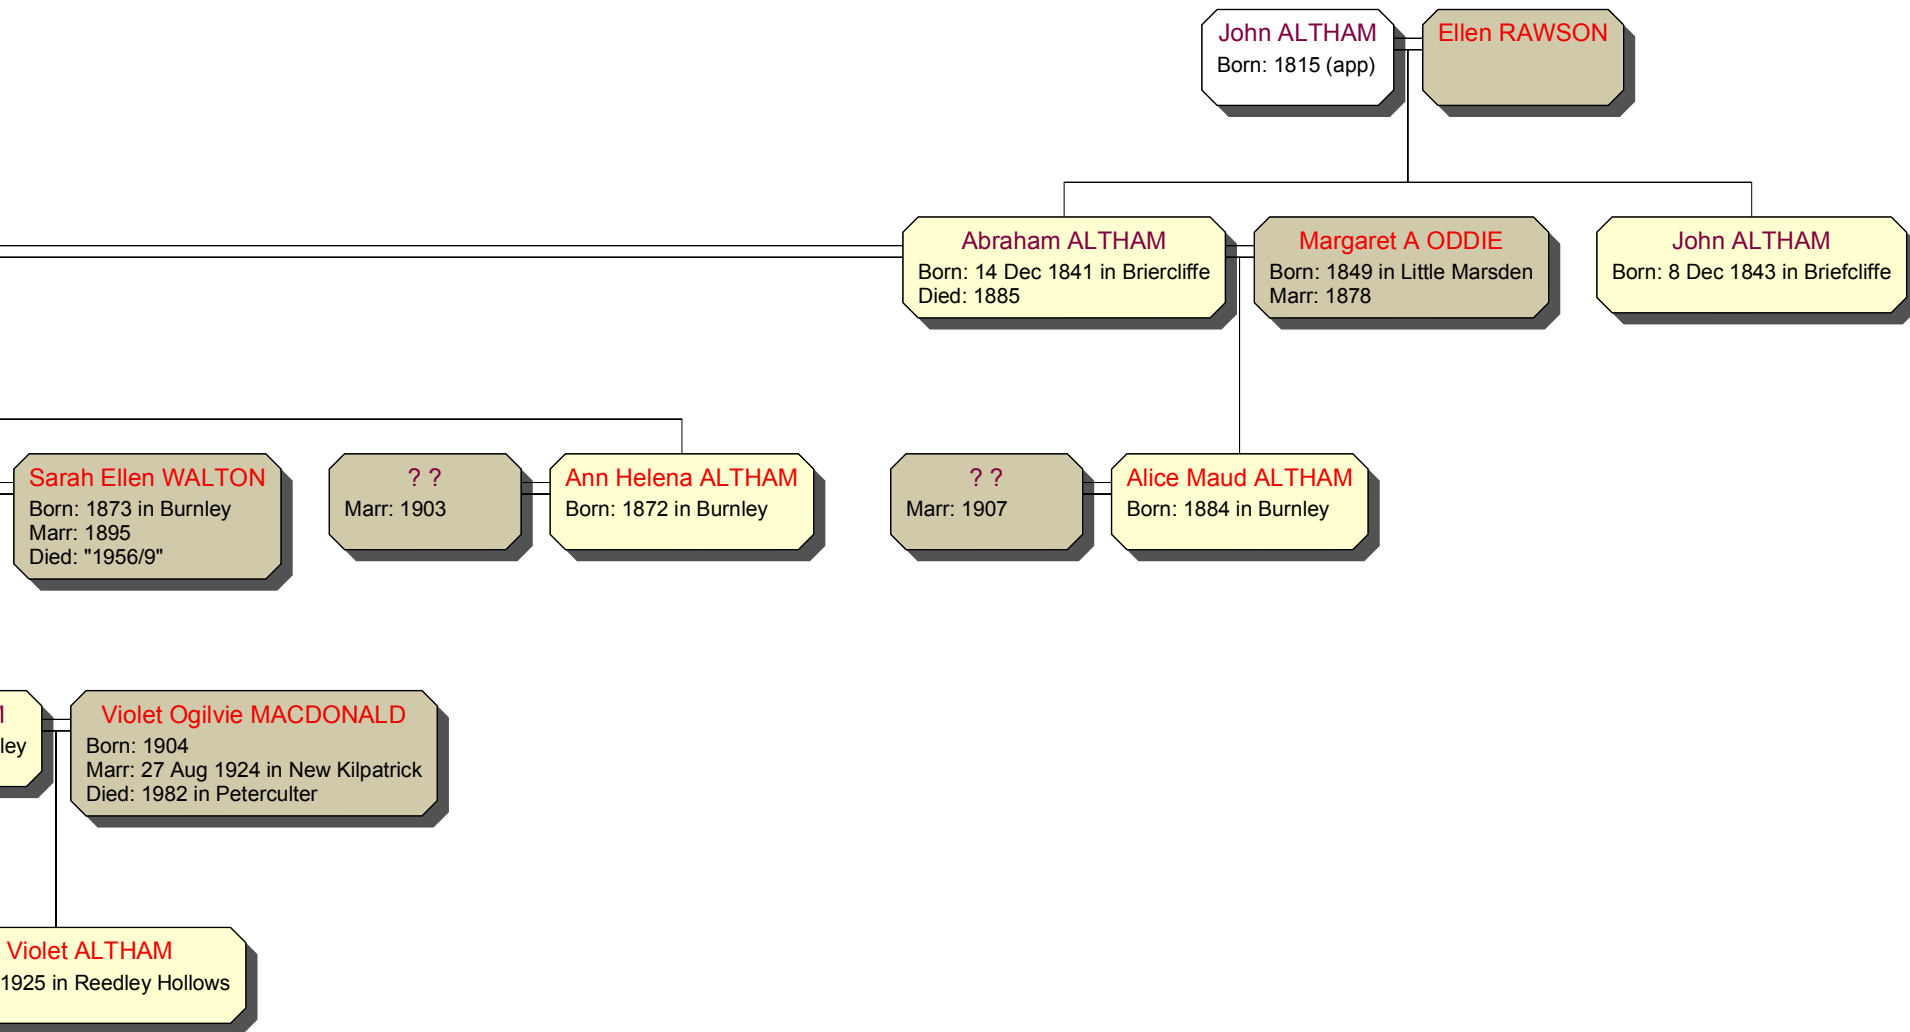 John ALTHAM
Born: 1815 (app)
Ellen RAWSON
Abraham ALTHAM
Born: 14 Dec 1841 in Briercliffe
Died: 1885
Margaret A ODDIE
Born: 1849 in Little Marsden
Marr: 1878
John ALTHAM
Born: 8 Dec 1843 in Briefcliffe
Sarah Ellen WALTON
Born: 1873 in Burnley
Marr: 1895
Died: "1956/9"
? ?
Marr: 1903
Ann Helena ALTHAM
Born: 1872 in Burnley
? ?
Marr: 1907
Alice Maud ALTHAM
Born: 1884 in Burnley
M
ley
Violet Ogilvie MACDONALD
Born: 1904
Marr: 27 Aug 1924 in New Kilpatrick
Died: 1982 in Peterculter
Violet ALTHAM
1925 in Reedley Hollows